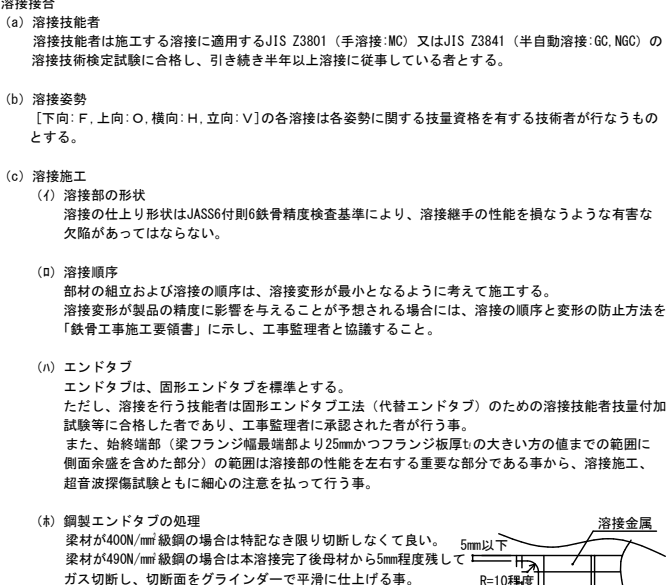 溶接接合
(a) 溶接技能者
溶接技能者は施工する溶接に適用するJIS Z3801（手溶接:MC）又はJIS Z3841（半自動溶接:GC,NGC）の
溶接技術検定試験に合格し、引き続き半年以上溶接に従事している者とする。
(b) 溶接姿勢
[下向:Ｆ,上向:Ｏ,横向:Ｈ,立向:Ｖ]の各溶接は各姿勢に関する技量資格を有する技術者が行なうもの
とする。
(c) 溶接施工
(ｲ) 溶接部の形状
溶接の仕上り形状はJASS6付則6鉄骨精度検査基準により、溶接継手の性能を損なうような有害な
欠陥があってはならない。
(ﾛ) 溶接順序
部材の組立および溶接の順序は、溶接変形が最小となるように考えて施工する。
溶接変形が製品の精度に影響を与えることが予想される場合には、溶接の順序と変形の防止方法を
「鉄骨工事施工要領書」に示し、工事監理者と協議すること。
(ﾊ) エンドタブ
エンドタブは、固形エンドタブを標準とする。
ただし、溶接を行う技能者は固形エンドタブ工法（代替エンドタブ）のための溶接技能者技量付加
試験等に合格した者であり、工事監理者に承認された者が行う事。
また、始終端部（梁フランジ幅最端部より25mmかつフランジ板厚tの大きい方の値までの範囲に
側面余盛を含めた部分）の範囲は溶接部の性能を左右する重要な部分である事から、溶接施工、
超音波探傷試験ともに細心の注意を払って行う事。
(ﾎ) 鋼製エンドタブの処理
溶接金属
梁材が400N/mm²級鋼の場合は特記なき限り切断しなくて良い。
5mm以下
梁材が490N/mm²級鋼の場合は本溶接完了後母材から5mm程度残して
ガス切断し、切断面をグラインダーで平滑に仕上げる事。
R=10程度